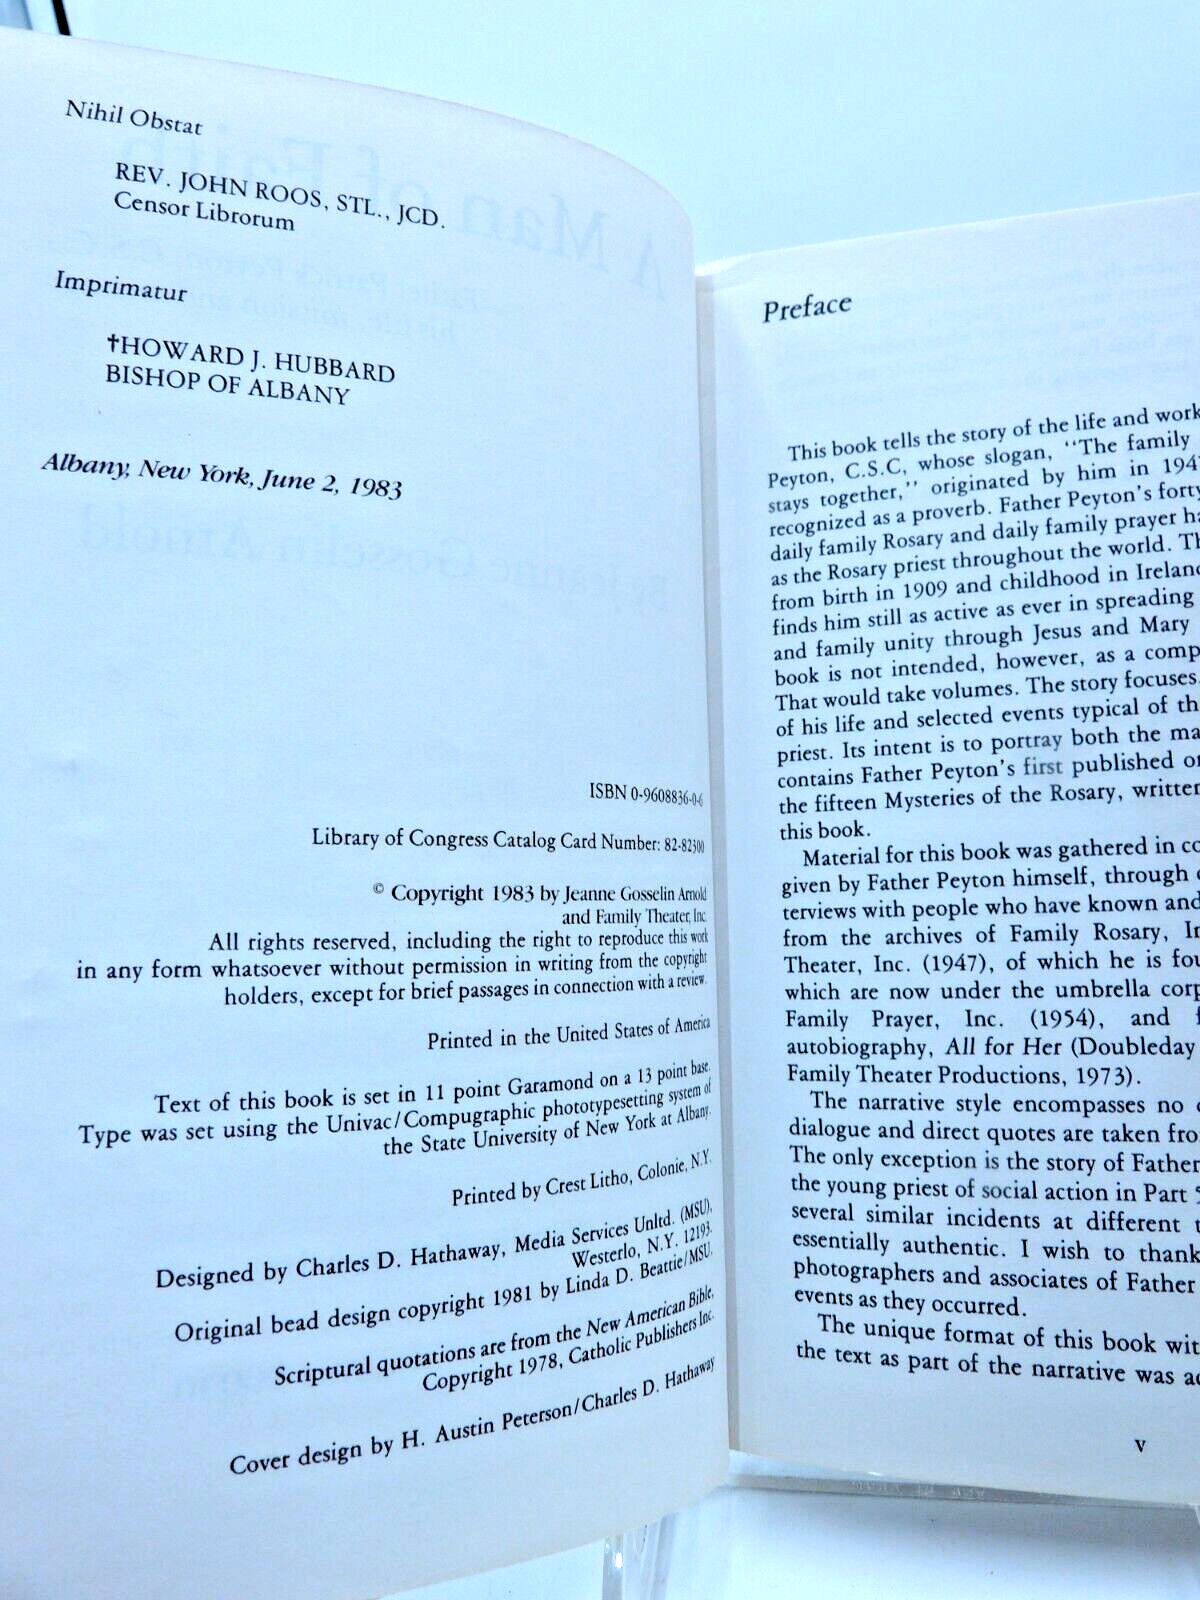 Nihil Obstat
REV. JOHN ROOS, STL., JCD.
Censor Librorum
Imprimatur
†HOWARD J. HUBBARD
BISHOP OF ALBANY
Albany, New York, June 2, 1983
ISBN 0-9608836-0-6
Library of Congress Catalog Card Number: 82-82300
© Copyright 1983 by Jeanne Gosselin Arnold
and Family Theater, Inc.
All rights reserved, including the right to reproduce this work
in any form whatsoever without permission in writing from the copyright
holders, except for brief passages in connection with a review.
Printed in the United States of America
Text of this book is set in 11 point Garamond on a 13 point base.
Type was set using the Univac/Compugraphic phototypesetting system of
the State University of New York at Albany.
Printed by Crest Litho, Colonie, N.Y.
Designed by Charles D. Hathaway, Media Services Unltd. (MSU),
Westerlo, N.Y. 12193.
Original bead design copyright 1981 by Linda D. Beattie/MSU.
Scriptural quotations are from the New American Bible,
Copyright 1978, Catholic Publishers Inc.
Cover design by H. Austin Peterson/Charles D. Hathaway
Preface
This book tells the story of the life and work
Peyton, C.S.C, whose slogan, "The family
stays together," originated by him in 194
recognized as a proverb. Father Peyton's forty
daily family Rosary and daily family prayer ha
as the Rosary priest throughout the world. Th
from birth in 1909 and childhood in Ireland
finds him still as active as ever in spreading
and family unity through Jesus and Mary
book is not intended, however, as a comp
That would take volumes. The story focuses
of his life and selected events typical of th
priest. Its intent is to portray both the ma
contains Father Peyton's first published or
the fifteen Mysteries of the Rosary, written
this book.
Material for this book was gathered in co
given by Father Peyton himself, through
terviews with people who have known and
from the archives of Family Rosary, In
Theater, Inc. (1947), of which he is fou
which are now under the umbrella corp
Family Prayer, Inc. (1954), and f
autobiography, All for Her (Doubleday
Family Theater Productions, 1973).
The narrative style encompasses no
dialogue and direct quotes are taken fro
The only exception is the story of Father
the young priest of social action in Part 5
several similar incidents at different t
essentially authentic. I wish to thank
photographers and associates of Father
events as they occurred.
The unique format of this book wit
the text as part of the narrative was ac
v